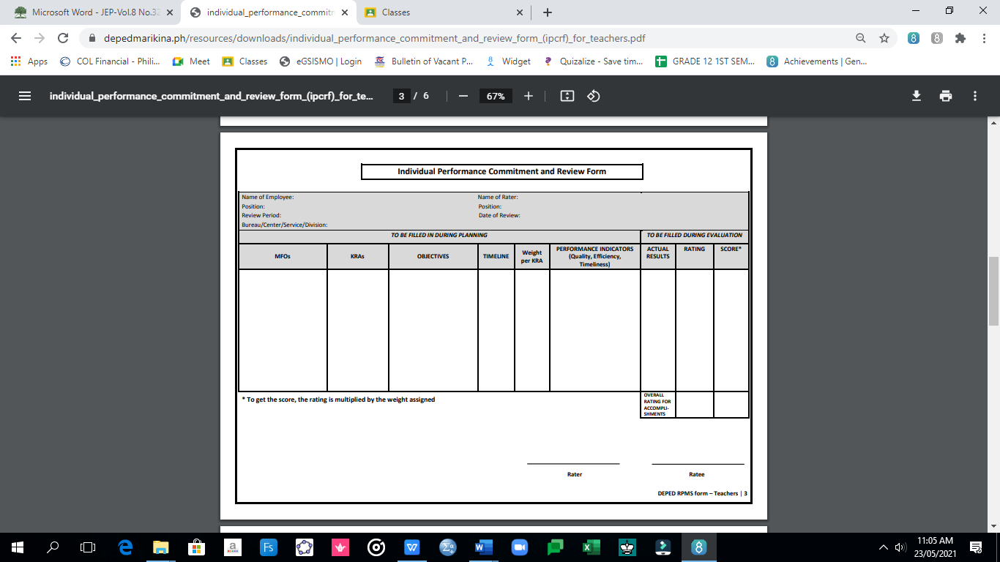 Microsoft Word - JEP-Vol.8 No.32
individual_performance_commitm
Classes
depedmarikina.ph/resources/downloads/individual_performance_commitment_and_review_form_(ipcrf)_for_teachers.pdf
Apps
COL Financial - Phili...
Meet
Classes
eGSISMO | Login
Bulletin of Vacant P...
Widget
Quizalize - Save tim...
GRADE 12 1ST SEM...
Achievements | Gen...
individual_performance_commitment_and_review_form_(ipcrf)_for_te...
3 / 6
67%
Individual Performance Commitment and Review Form
Name of Employee:
Name of Rater:
Position:
Position:
Review Period:
Date of Review:
Bureau/Center/Service/Division:
TO BE FILLED IN DURING PLANNING
TO BE FILLED DURING EVALUATION
MFOs
KRAs
OBJECTIVES
TIMELINE
Weight
per KRA
PERFORMANCE INDICATORS
(Quality, Efficiency,
Timeliness)
ACTUAL
RESULTS
RATING
SCORE*
* To get the score, the rating is multiplied by the weight assigned
OVERALL
RATING FOR
ACCOMPLI-
SHMENTS
Rater
Ratee
DEPED RPMS form – Teachers | 3
11:05 AM
23/05/2021